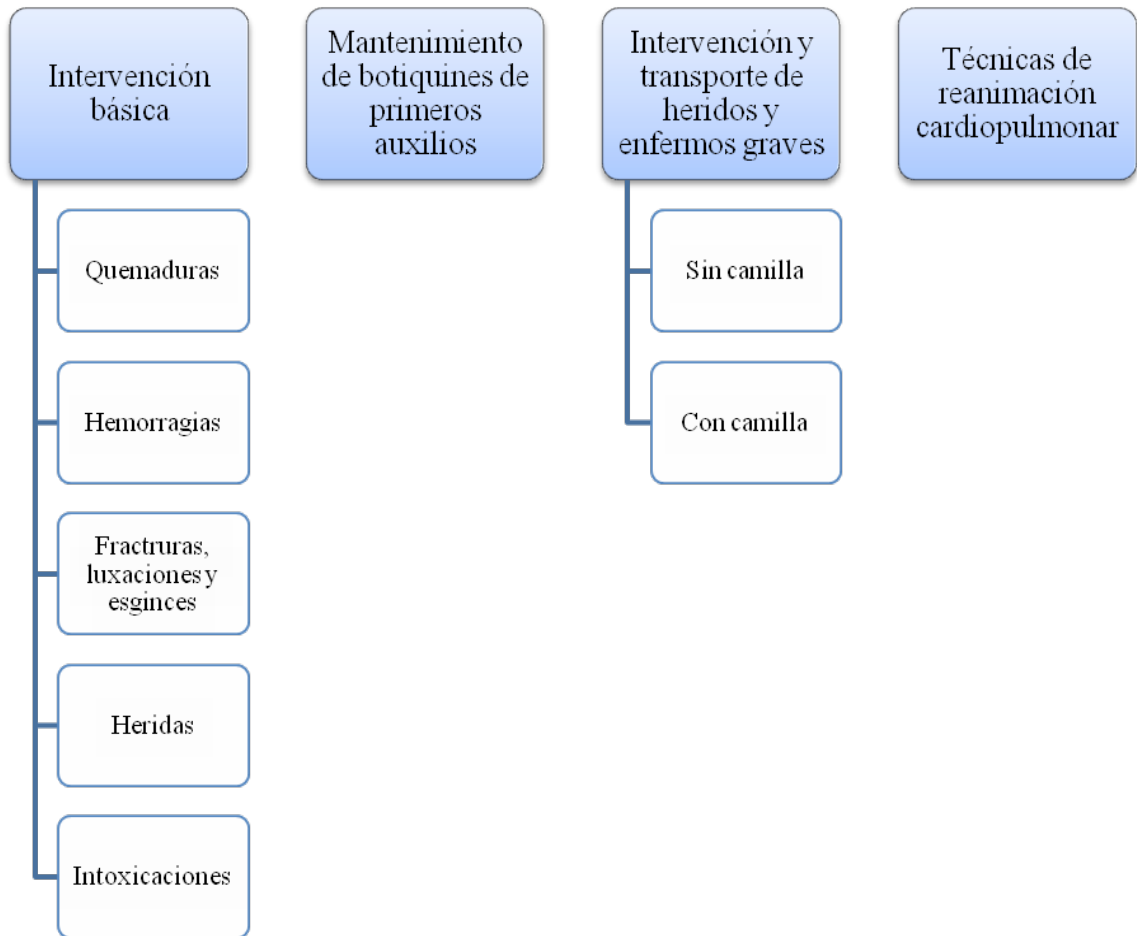 Intervención
básica
Quemaduras
Hemorragias
Fractruras,
luxaciones y
esginces
Heridas
Intoxicaciones
Mantenimiento
de botiquines de
primeros
auxilios
Intervención y
transporte de
heridos y
enfermos graves
Sin camilla
Con camilla
Técnicas de
reanimación
cardiopulmonar